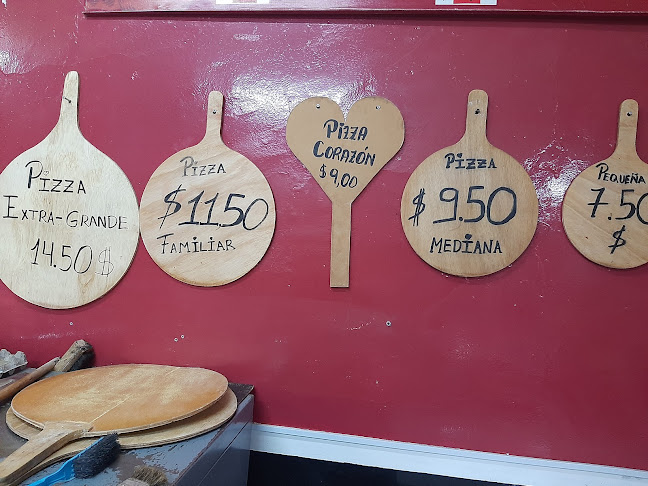 Pizza
Extra-Grande
14.50 $
Pizza
$11.50
Familiar
Pizza
Corazón
$9,00
Pizza
$9.50
Mediana
Pequeña
7.50
$